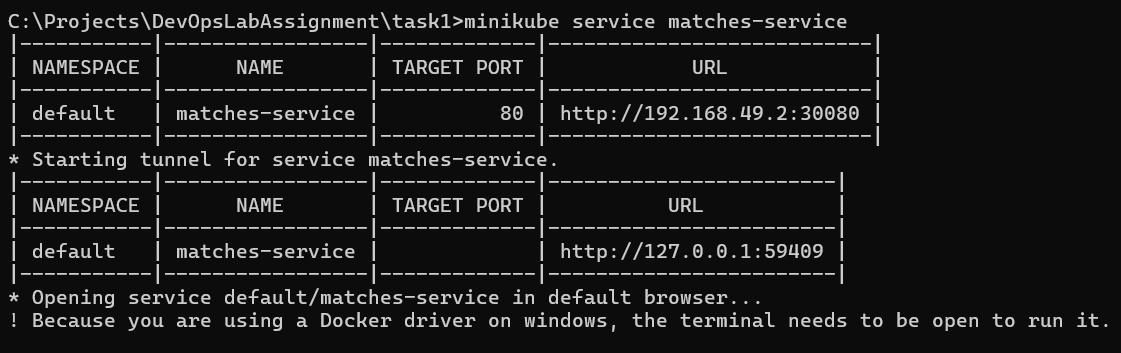 C:\Projects\DevOpsLabAssignment\task1>minikube service matches-service
|-----------|-----------------|-------------|---------------------------|
| NAMESPACE |      NAME       | TARGET PORT |            URL            |
|-----------|-----------------|-------------|---------------------------|
| default   | matches-service |          80 | http://192.168.49.2:30080 |
|-----------|-----------------|-------------|---------------------------|
* Starting tunnel for service matches-service.
|-----------|-----------------|-------------|------------------------|
| NAMESPACE |      NAME       | TARGET PORT |          URL           |
|-----------|-----------------|-------------|------------------------|
| default   | matches-service |             | http://127.0.0.1:59409 |
|-----------|-----------------|-------------|------------------------|
* Opening service default/matches-service in default browser...
! Because you are using a Docker driver on windows, the terminal needs to be open to run it.